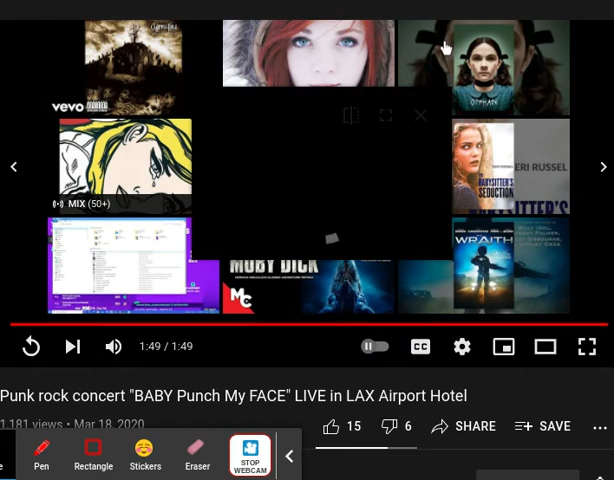 Cypress Hill
vevo
ORPHAN
ERI RUSSEL
THE
BABYSITTER'S
SEDUCTION
MIX (50+)
MOBY DICK
MC
WRAITH
1:49 / 1:49
CC
Punk rock concert "BABY Punch My FACE" LIVE in LAX Airport Hotel
1,181 views • Mar 18, 2020
15
6
SHARE
SAVE
Pen
Rectangle
Stickers
Eraser
STOP
WEBCAM